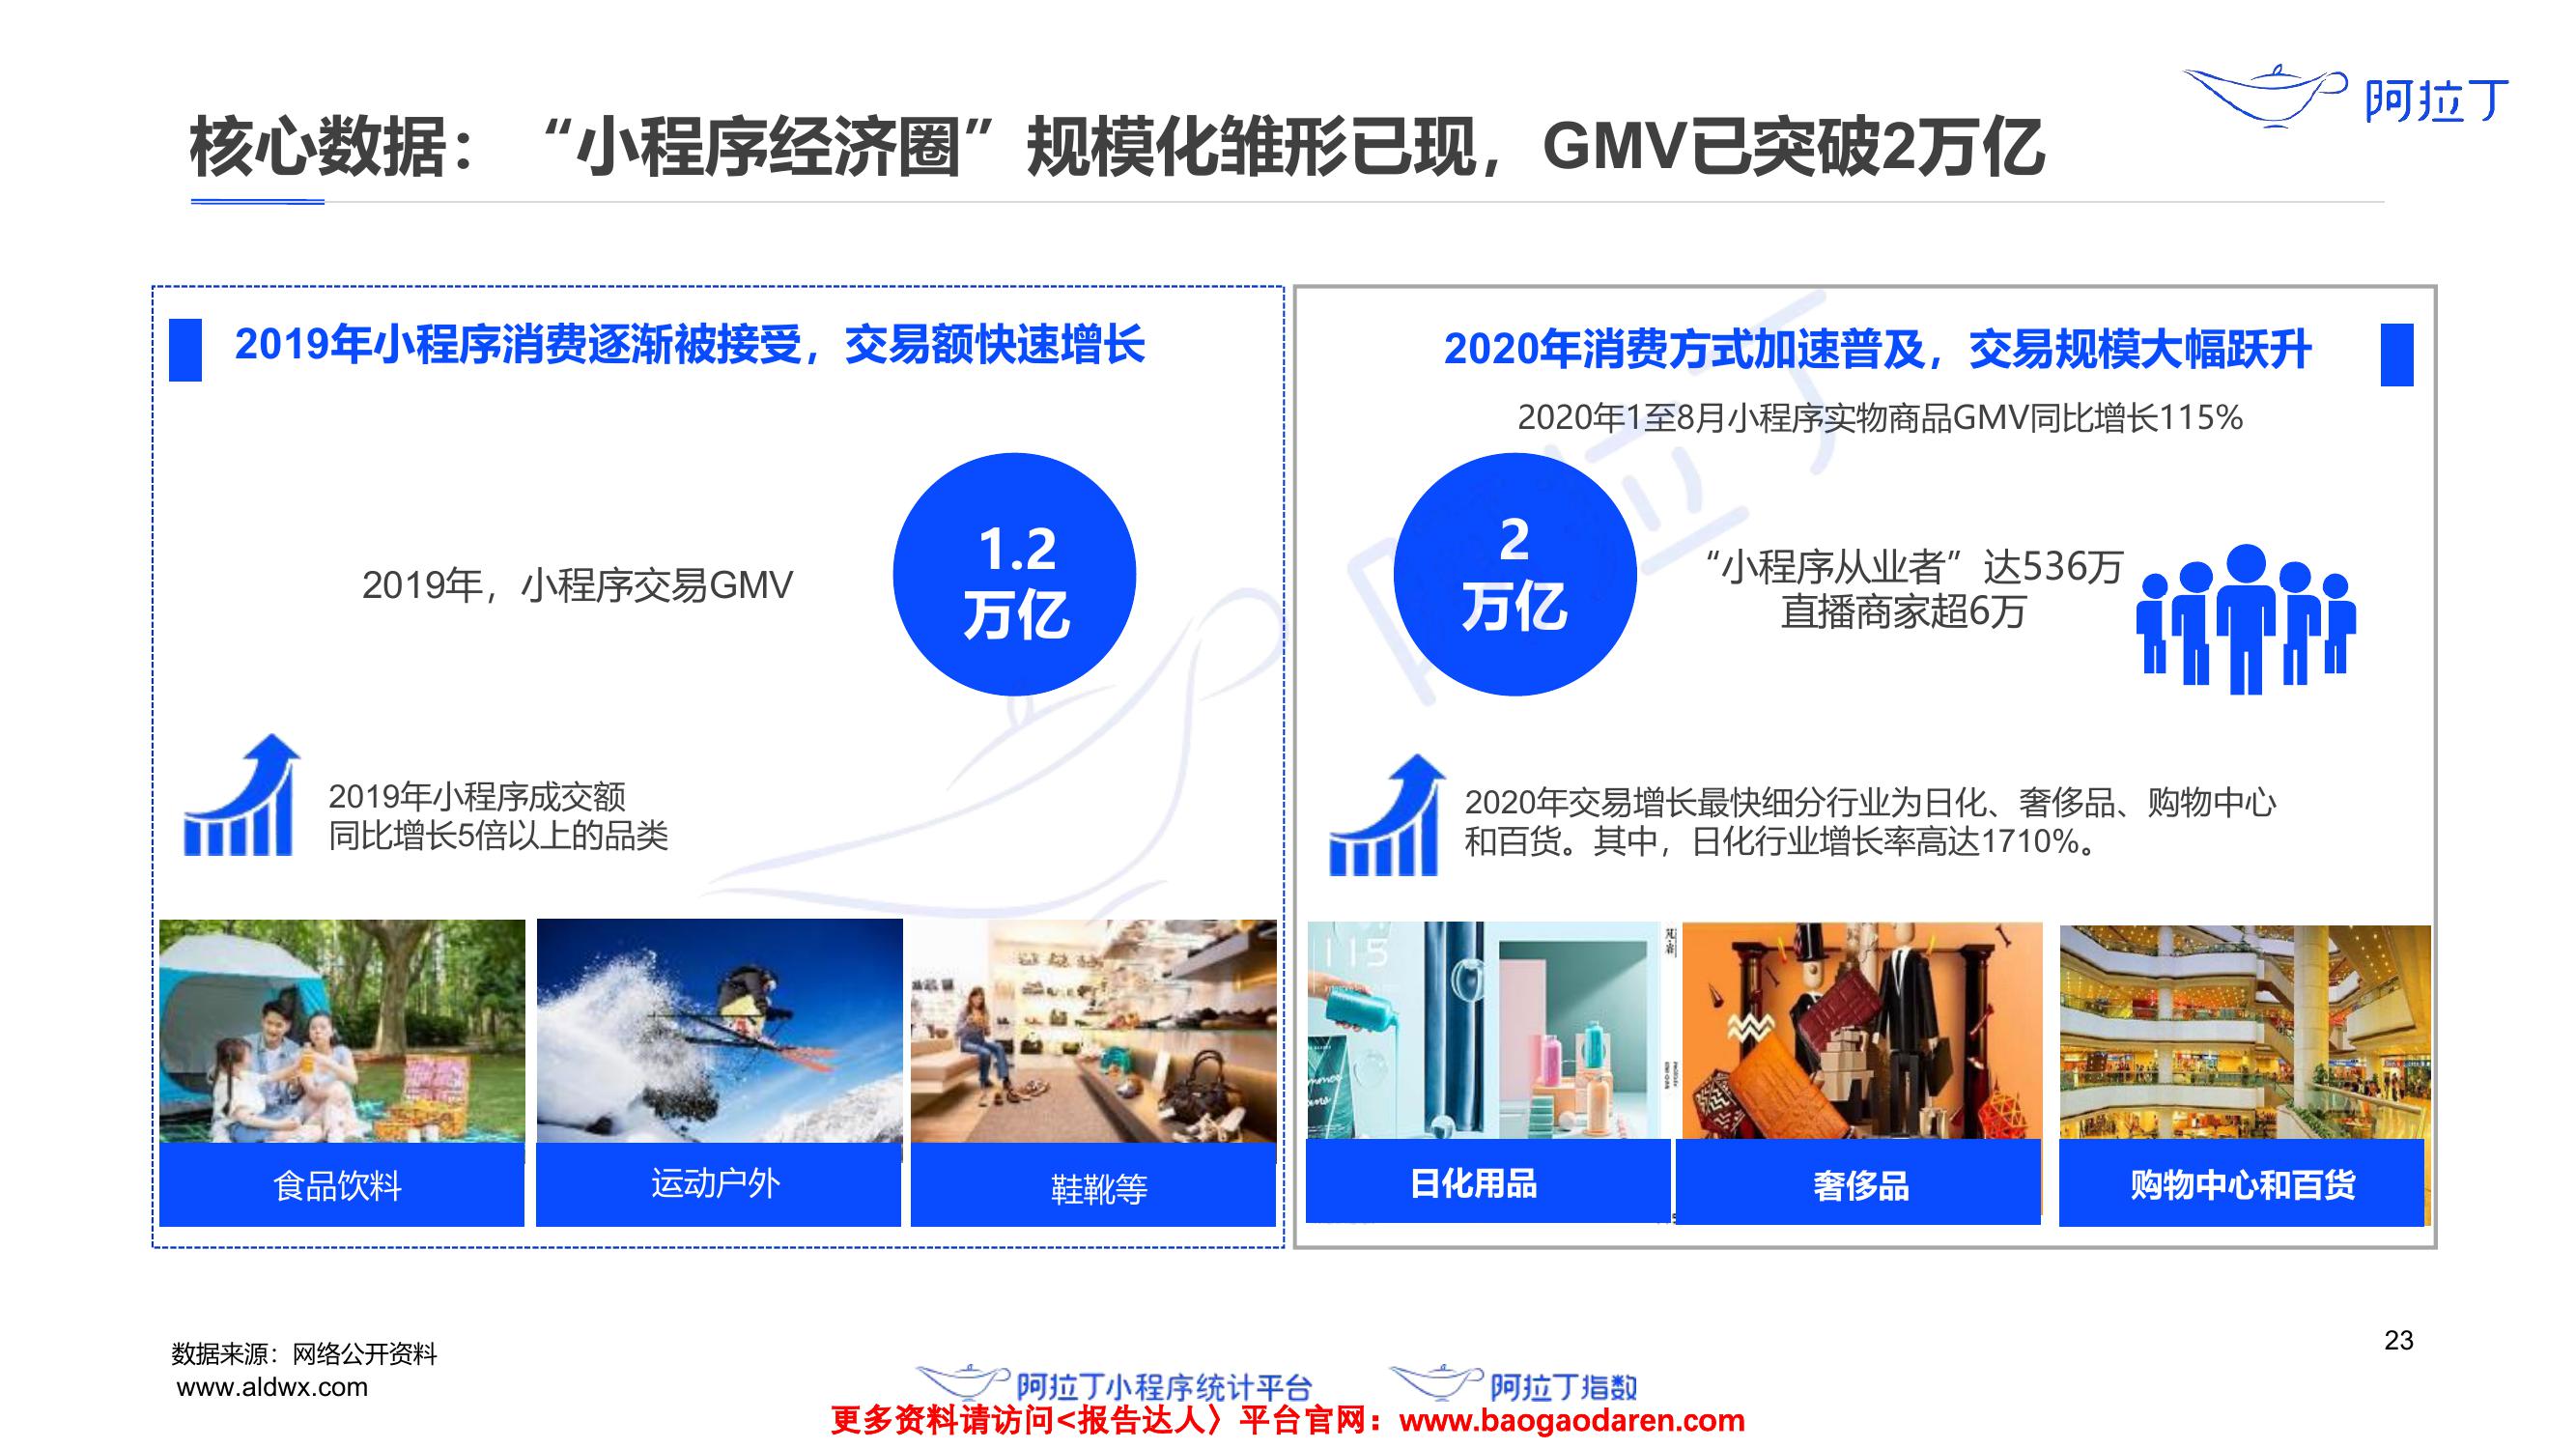 阿拉丁
核心数据：“小程序经济圈”规模化雏形已现，GMV已突破2万亿
2019年小程序消费逐渐被接受，交易额快速增长
2019年，小程序交易GMV
1.2
万亿
2019年小程序成交额
同比增长5倍以上的品类
食品饮料
运动户外
鞋靴等
2020年消费方式加速普及，交易规模大幅跃升
2020年1至8月小程序实物商品GMV同比增长115%
2
万亿
“小程序从业者”达536万
直播商家超6万
2020年交易增长最快细分行业为日化、奢侈品、购物中心
和百货。其中，日化行业增长率高达1710%。
115
日化用品
奢侈品
购物中心和百货
阿拉丁
数据来源：网络公开资料
www.aldwx.com
23
阿拉丁小程序统计平台
阿拉丁指数
更多资料请访问<报告达人〉平台官网：www.baogaodaren.com